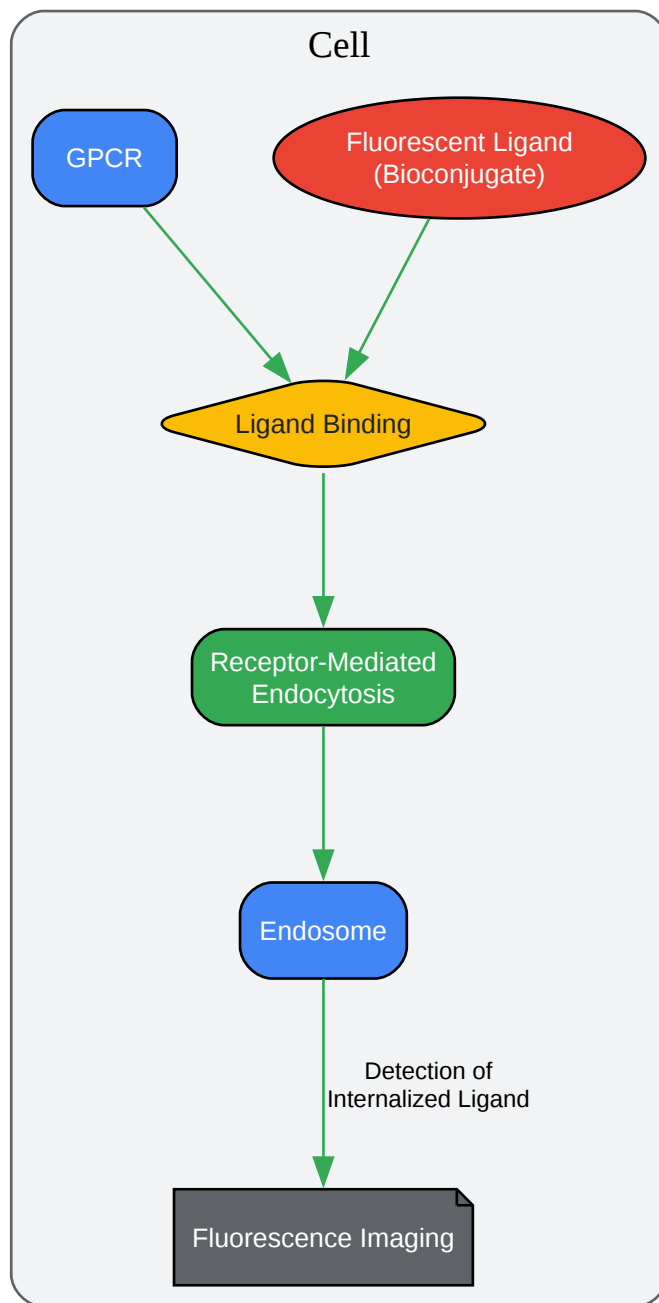 Cell
GPCR
Fluorescent Ligand
(Bioconjugate)
Ligand Binding
Receptor-Mediated
Endocytosis
Endosome
Detection of
Internalized Ligand
Fluorescence Imaging